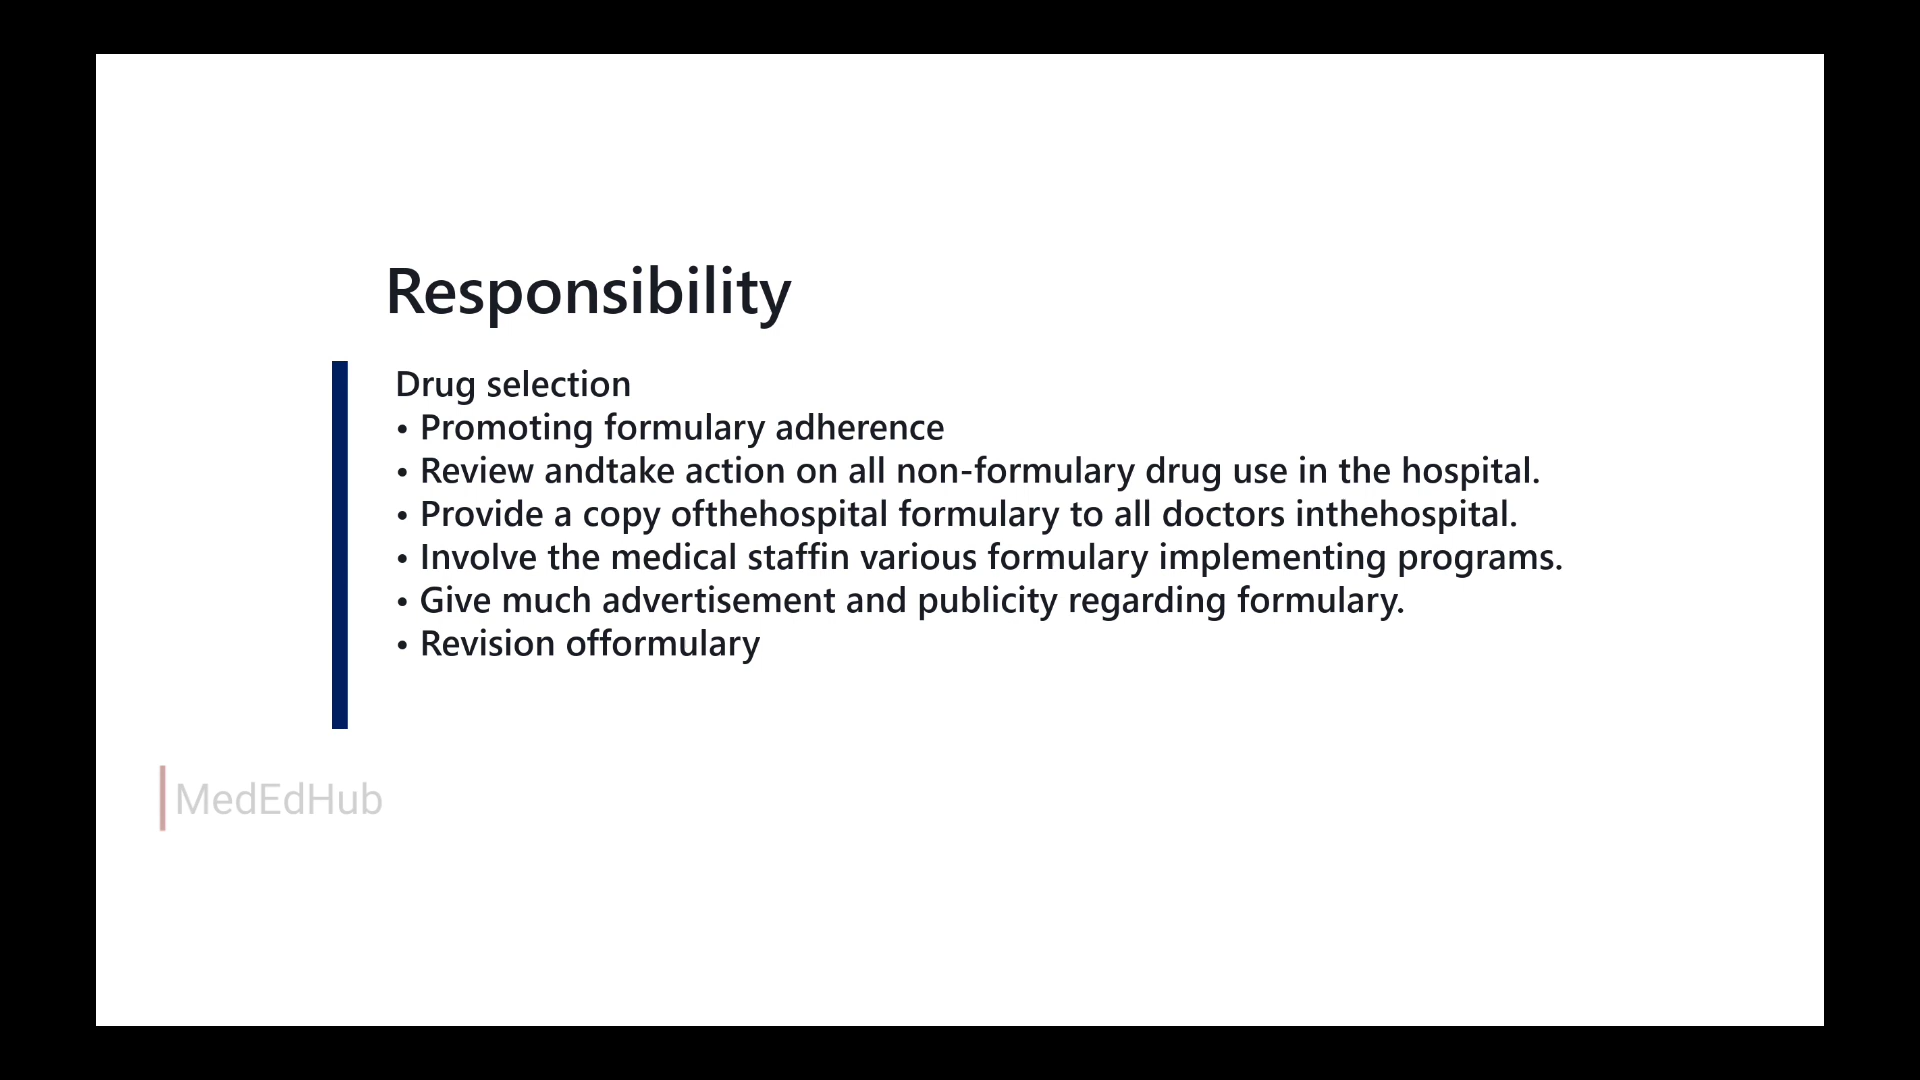 Responsibility
Drug selection
• Promoting formulary adherence
• Review andtake action on all non-formulary drug use in the hospital.
• Provide a copy ofthehospital formulary to all doctors inthehospital.
• Involve the medical staffin various formulary implementing programs.
• Give much advertisement and publicity regarding formulary.
• Revision offormulary
MedEdHub